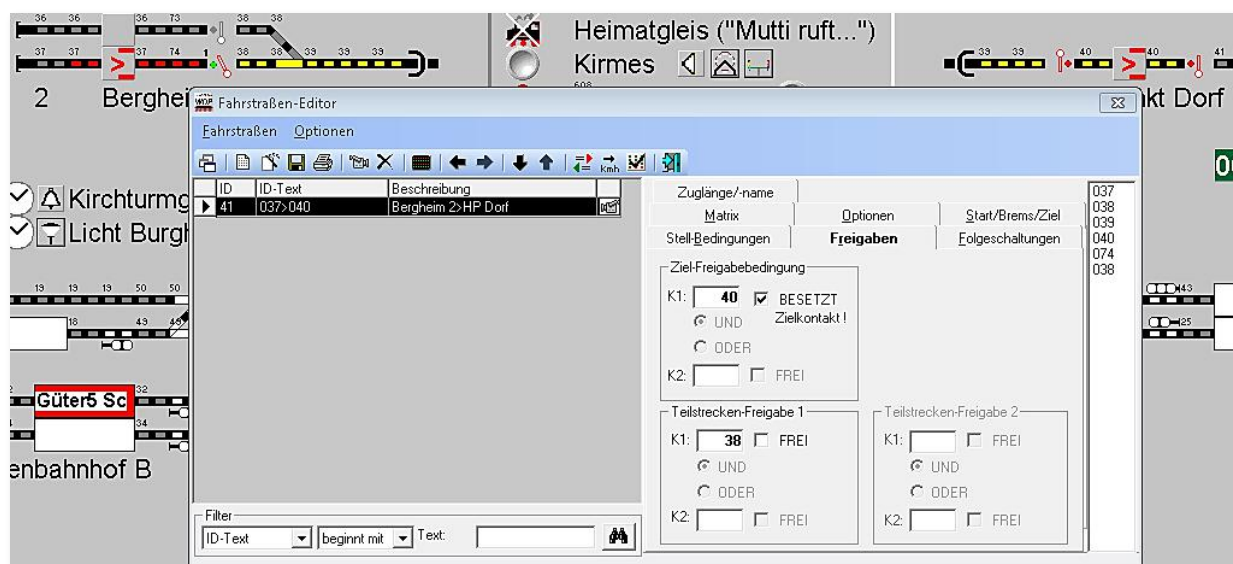 36 36 36 73 38 38
37 37 37 74 1 38 38 39 39 39
2 Berghei
Heimatgleis ("Mutti ruft...")
Kirmes
608
39 39 40 40 41
nkt Dorf
Kirchturmg
Licht Burgh
19 19 19 50 50
18 49 49
Güter5 Sc
32
34
enbahnhof B
43
25
WDP Fahrstraßen-Editor
Fahrstraßen Optionen
kmh
ID ID-Text Beschreibung
41 037>040 Bergheim 2>HP Dorf
Filter
ID-Text beginnt mit Text:
Zuglänge/-name
Matrix Optionen Start/Brems/Ziel
Stell-Bedingungen Freigaben Folgeschaltungen
Ziel-Freigabebedingung
K1: 40 BESETZT
UND Zielkontakt !
ODER
K2: FREI
Teilstrecken-Freigabe 1
K1: 38 FREI
UND
ODER
K2: FREI
Teilstrecken-Freigabe 2
K1: FREI
UND
ODER
K2: FREI
037
038
039
040
074
038